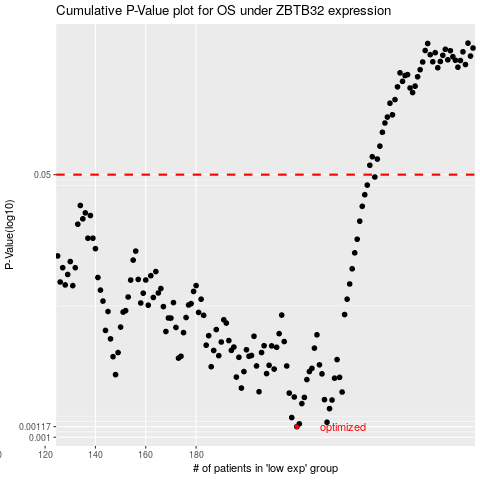 Cumulative P-Value plot for OS under ZBTB32 expression
P-Value(log10)
0.05
0.00117
0.001
optimized
0 120 140 160 180
# of patients in 'low exp' group